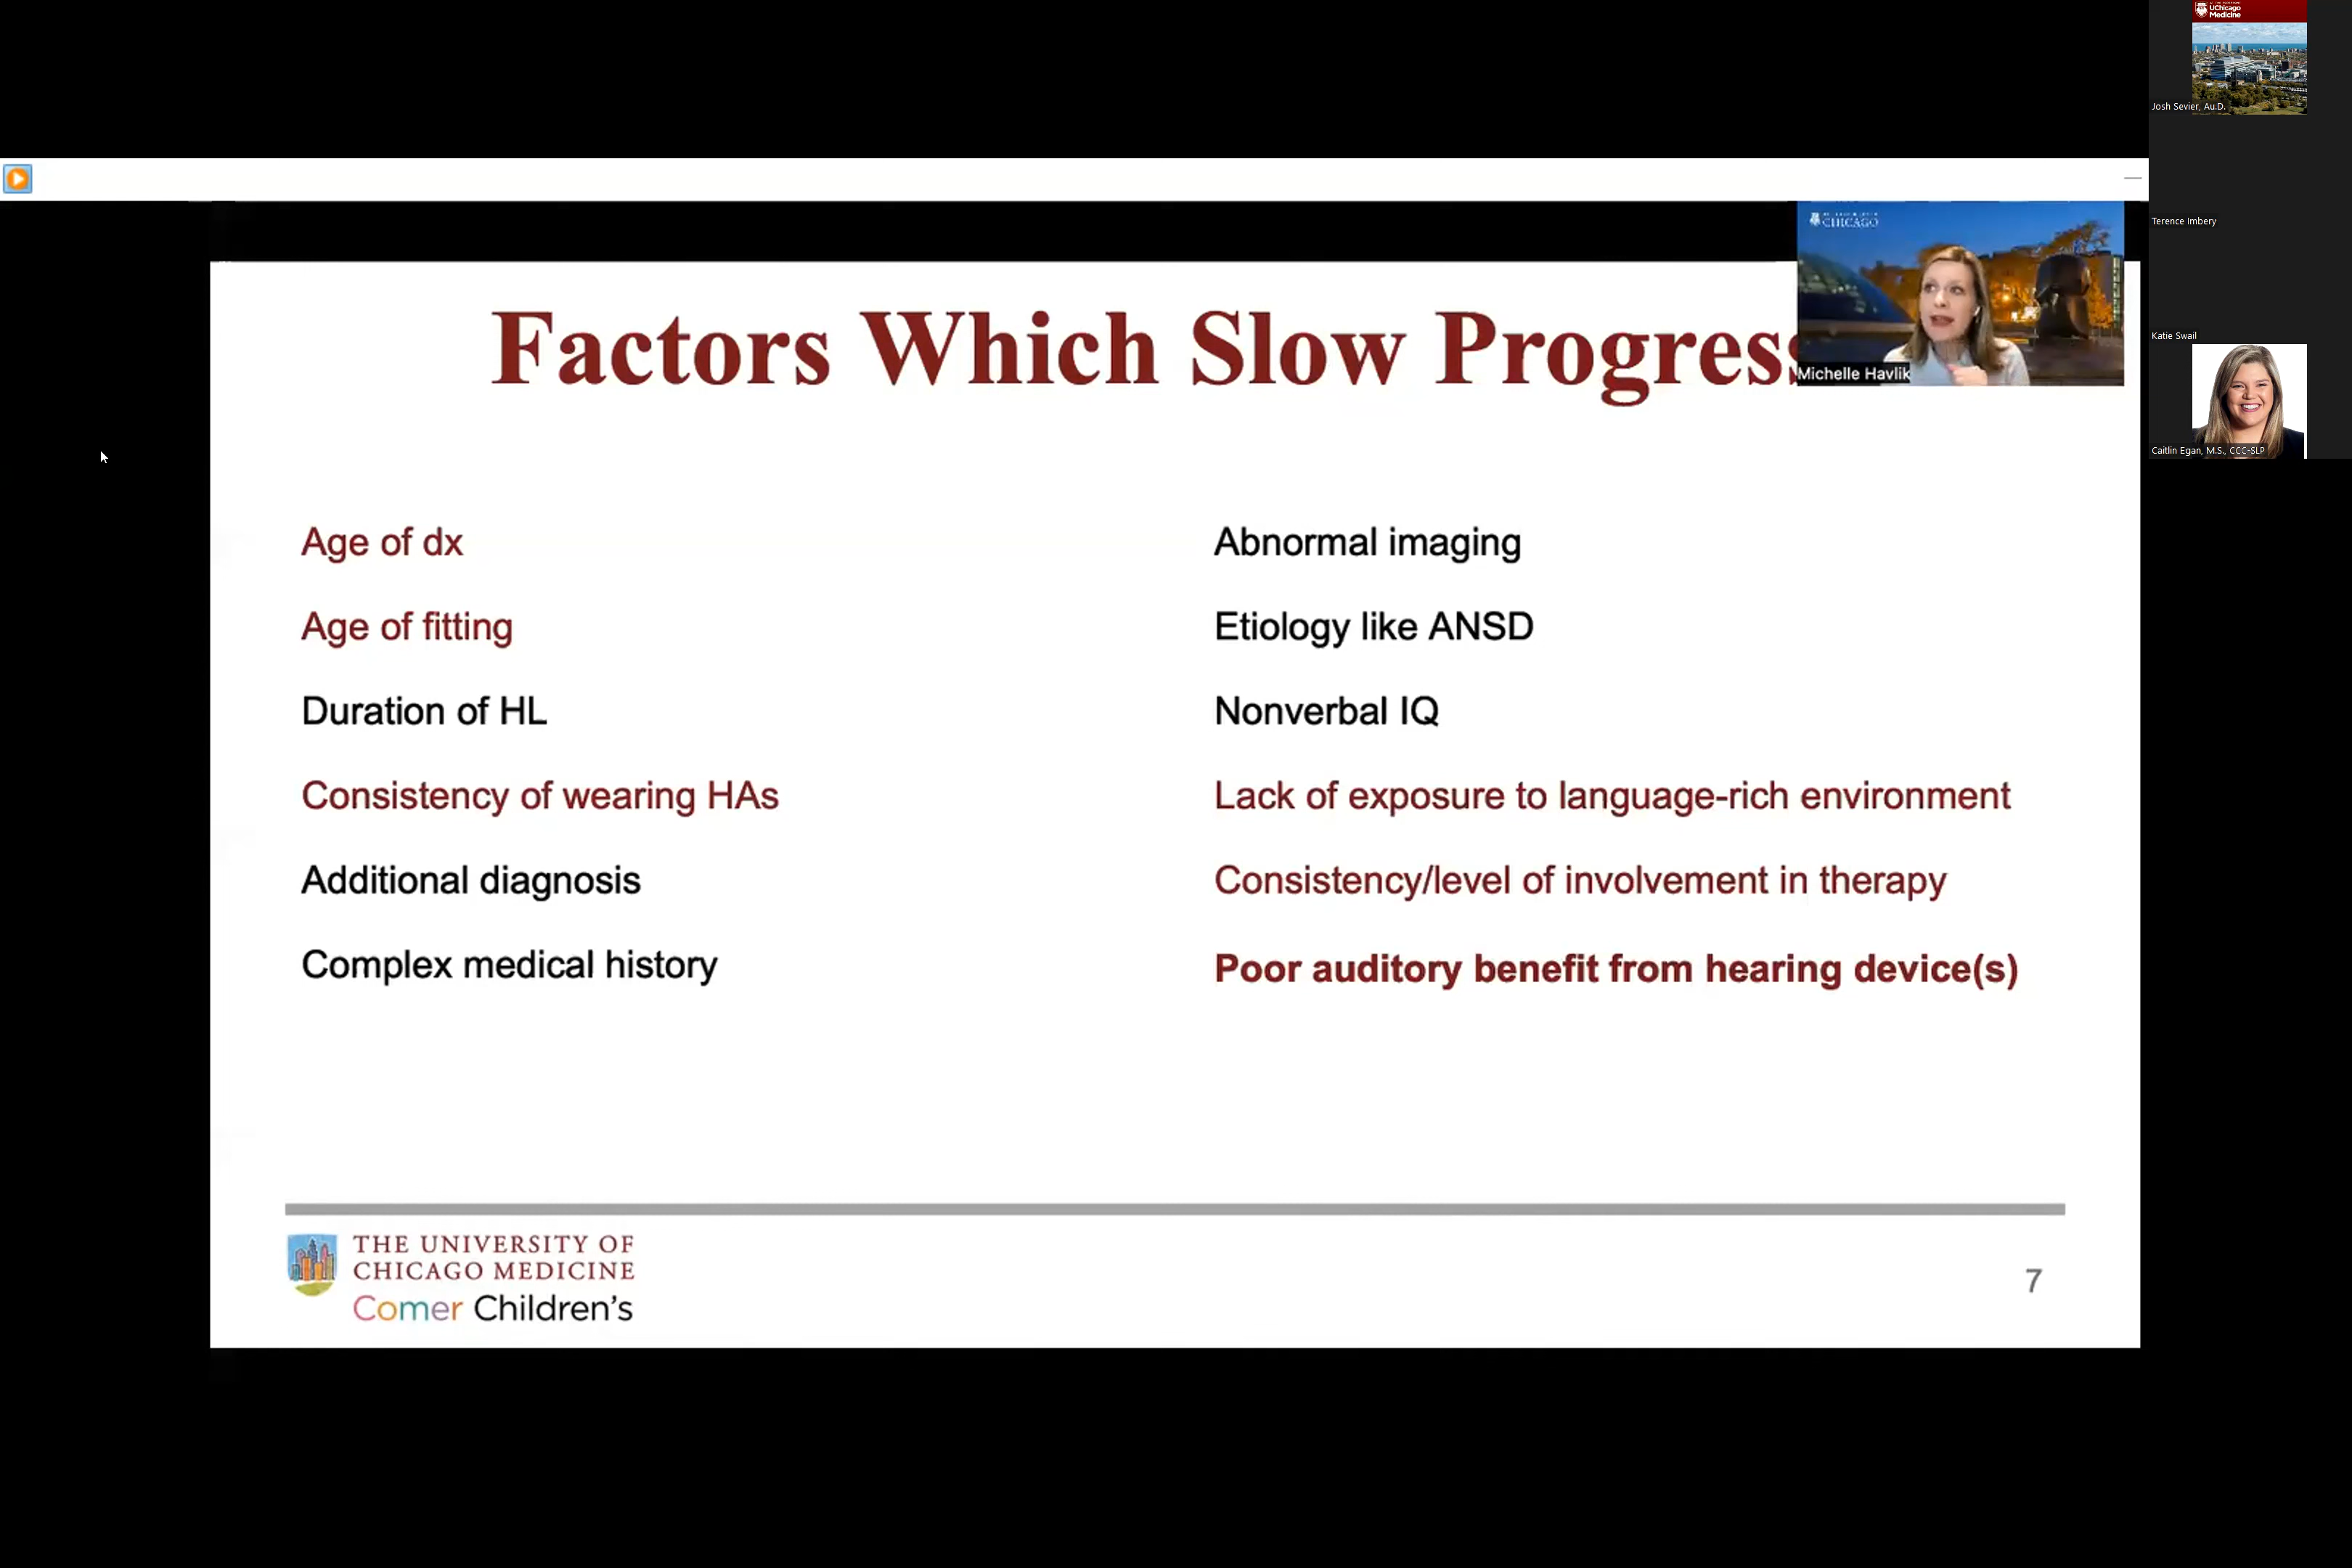 UChicago
Medicine
Josh Sevier, Au.D.
Terence Imbery
Katie Swail
Caitlin Egan, M.S., CCC-SLP
CHICAGO
Michelle Havlik
Factors Which Slow Progress
Age of dx
Age of fitting
Duration of HL
Consistency of wearing HAs
Additional diagnosis
Complex medical history
Abnormal imaging
Etiology like ANSD
Nonverbal IQ
Lack of exposure to language-rich environment
Consistency/level of involvement in therapy
Poor auditory benefit from hearing device(s)
THE UNIVERSITY OF
CHICAGO MEDICINE
Comer Children's
7